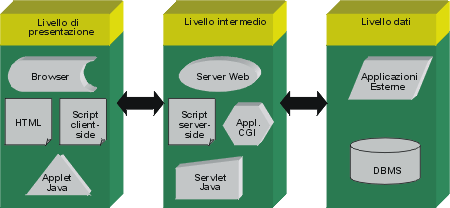 Livello di
presentazione
Browser
HTML
Script
client-
side
Applet
Java
Livello intermedio
Server Web
Script
server-
side
Appl.
CGI
Servlet
Java
Livello dati
Applicazioni
Esterne
DBMS